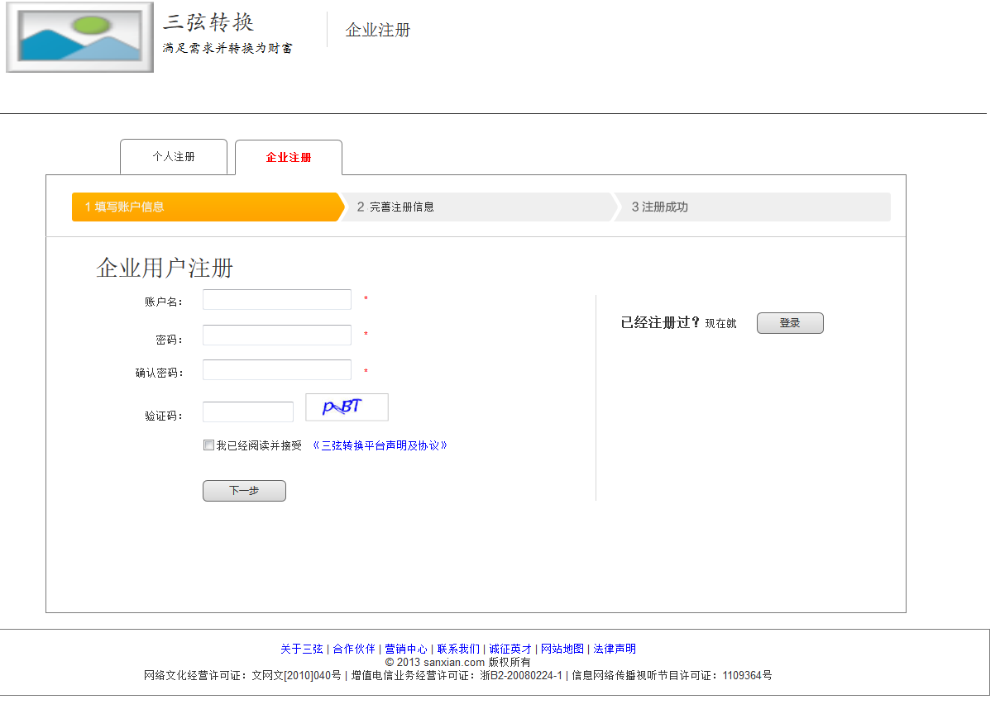 三弦转换
满足需求并转换为财富
企业注册
个人注册
企业注册
1 填写账户信息
2 完善注册信息
3 注册成功
企业用户注册
账户名：
*
密码：
*
确认密码：
*
验证码：
pBT
我已经阅读并接受 《三弦转换平台声明及协议》
下一步
已经注册过？现在就
登录
关于三弦 | 合作伙伴 | 营销中心 | 联系我们 | 诚征英才 | 网站地图 | 法律声明
© 2013 sanxian.com 版权所有
网络文化经营许可证：文网文[2010]040号 | 增值电信业务经营许可证：浙B2-20080224-1 | 信息网络传播视听节目许可证：1109364号